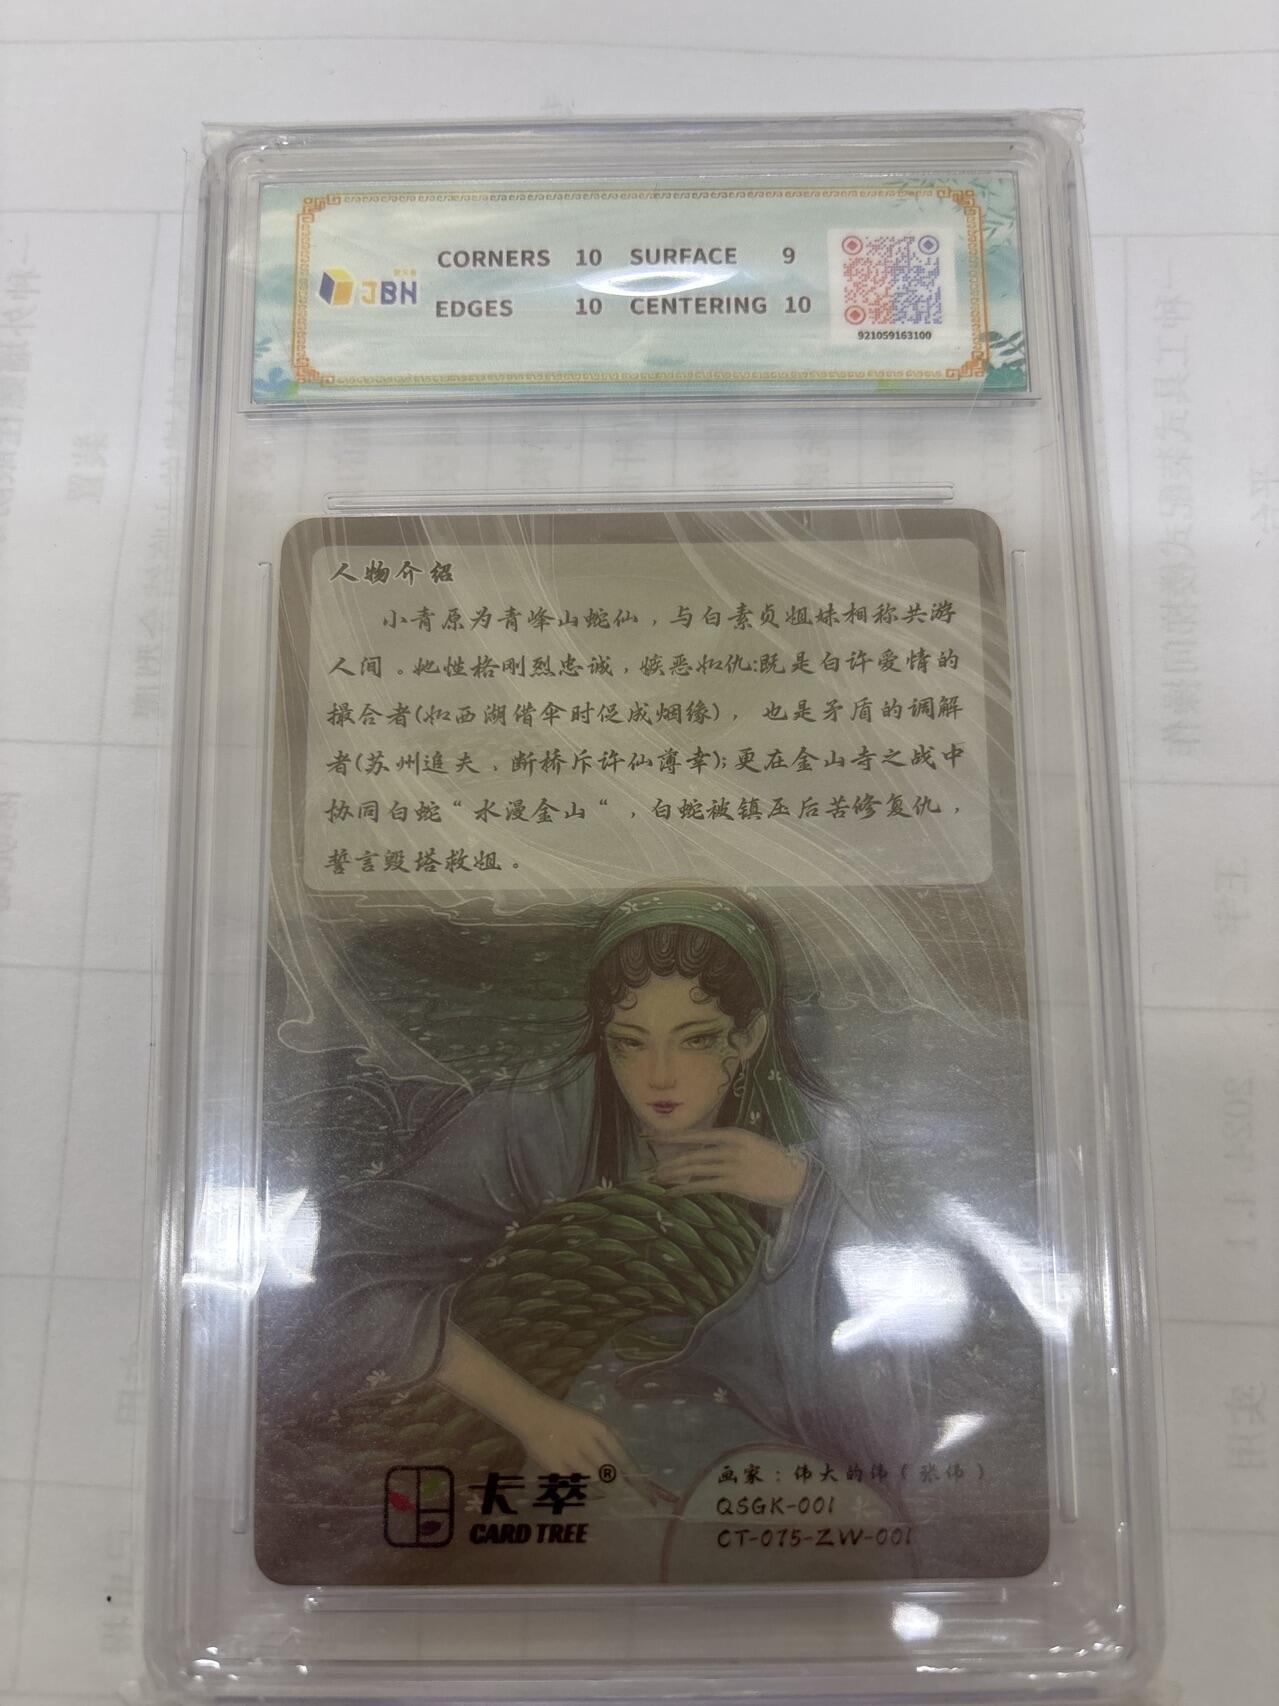 JBN
CORNERS 10 SURFACE 9
EDGES 10 CENTERING 10
921059163100
人物介绍
小青原为青峰山蛇仙，与白素贞姐妹相称共游
人间。她性格刚烈忠诚，嫉恶如仇:既是白许爱情的
撮合者(如西湖借伞时促成烟缘)，也是矛盾的调解
者(苏州追夫、断桥斥许仙薄幸);更在金山寺之战中
协同白蛇“水漫金山“，白蛇被镇压后苦修复仇，
誓言毁塔救姐。
卡萃®
CARD TREE
画家：伟大的伟（张伟）
QSGK-001
CT-075-ZW-001